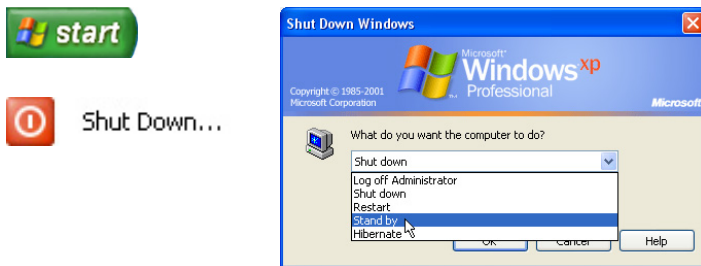 start
Shut Down...
Shut Down Windows
Copyright © 1985-2001
Microsoft Corporation
Microsoft®
Windows xp
Professional
Microsoft
What do you want the computer to do?
Shut down
Log off Administrator
Shut down
Restart
Stand by
Hibernate
OK
Cancel
Help